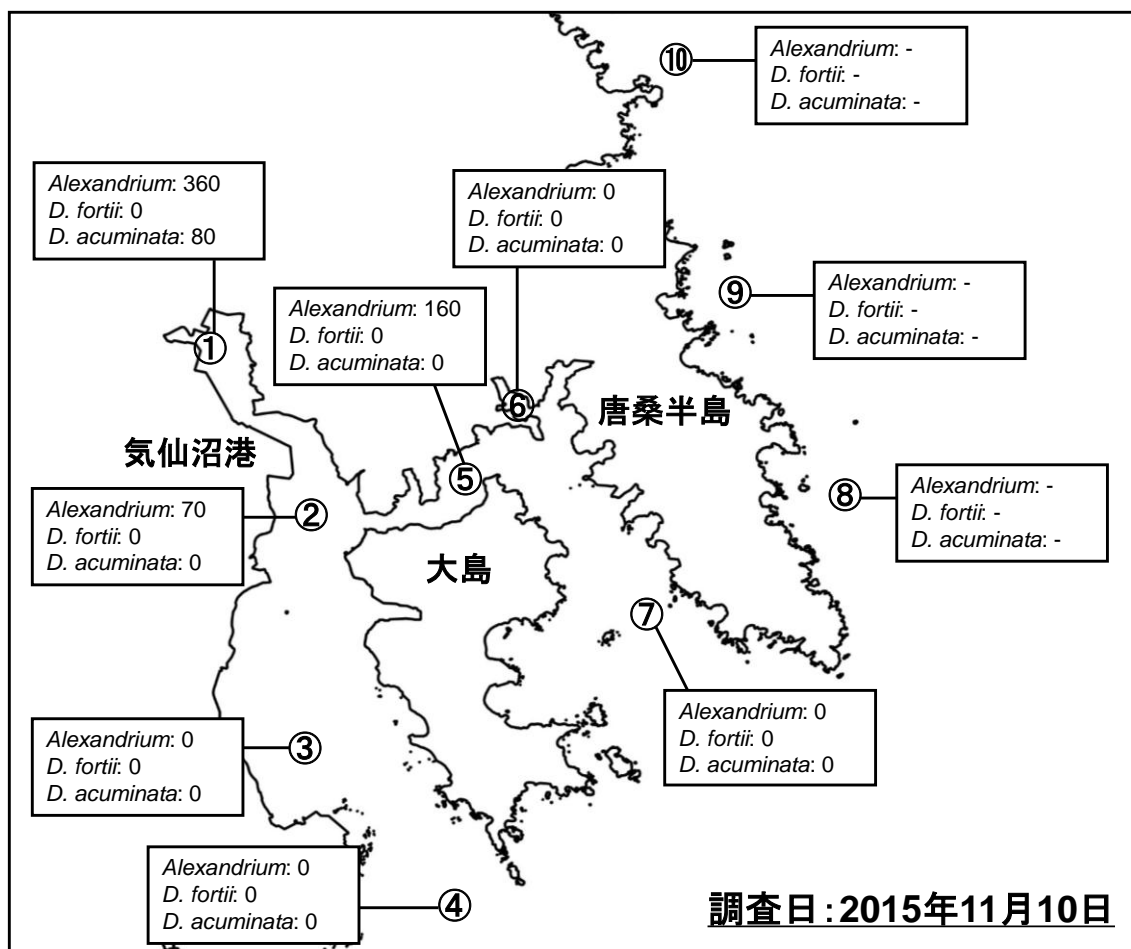 ⑩
Alexandrium: -
D. fortii: -
D. acuminata: -
Alexandrium: 360
D. fortii: 0
D. acuminata: 80
①
Alexandrium: 0
D. fortii: 0
D. acuminata: 0
⑥
Alexandrium: -
D. fortii: -
D. acuminata: -
⑨
Alexandrium: 160
D. fortii: 0
D. acuminata: 0
⑤
唐桑半島
気仙沼港
Alexandrium: 70
D. fortii: 0
D. acuminata: 0
②
⑧
Alexandrium: -
D. fortii: -
D. acuminata: -
大島
⑦
Alexandrium: 0
D. fortii: 0
D. acuminata: 0
Alexandrium: 0
D. fortii: 0
D. acuminata: 0
③
Alexandrium: 0
D. fortii: 0
D. acuminata: 0
④
調査日:2015年11月10日